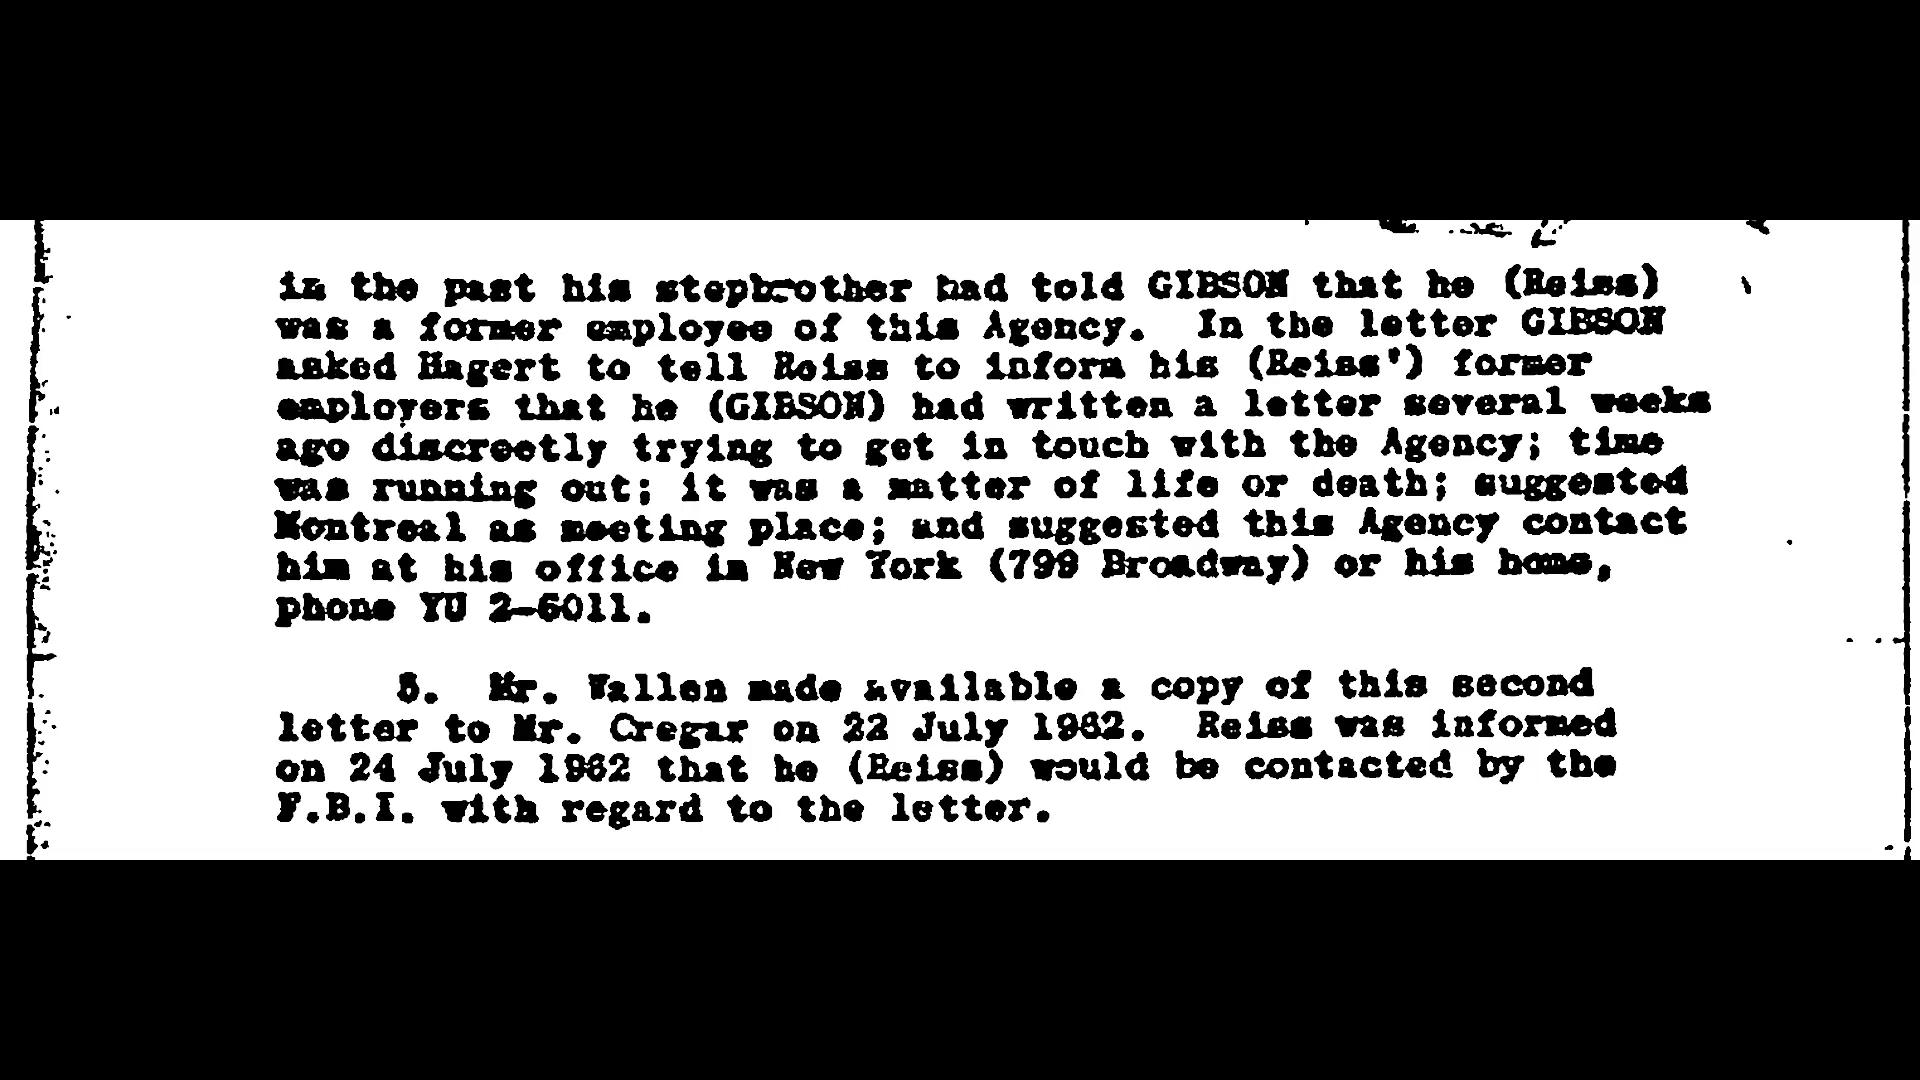 in the past his stepbrother had told GIBSON that he (Reiss)
was a former employee of this Agency. In the letter GIBSON
asked Hagert to tell Reiss to inform his (Reiss') former
employers that he (GIBSON) had written a letter several weeks
ago discreetly trying to get in touch with the Agency; time
was running out; it was a matter of life or death; suggested
Montreal as meeting place; and suggested this Agency contact
him at his office in New York (799 Broadway) or his home,
phone YU 2-6011.
5. Mr. Wallen made available a copy of this second
letter to Mr. Cregar on 22 July 1962. Reiss was informed
on 24 July 1962 that he (Reiss) would be contacted by the
F.B.I. with regard to the letter.